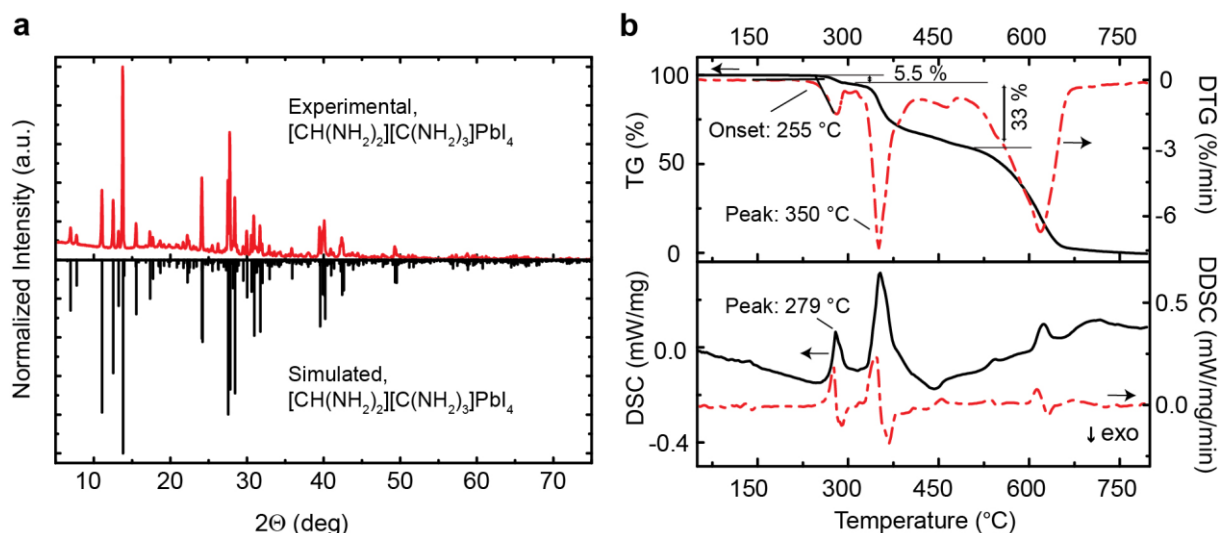 a
Normalized Intensity (a.u.)
Experimental,
[CH(NH₂)₂][C(NH₂)₃]PbI₄
Simulated,
[CH(NH₂)₂][C(NH₂)₃]PbI₄
10 20 30 40 50 60 70
2Θ (deg)
b
150 300 450 600 750
TG (%)
100
50
0
5.5 %
33 %
Onset: 255 °C
Peak: 350 °C
0
-3
-6
DTG (%/min)
DSC (mW/mg)
0.0
-0.4
Peak: 279 °C
↓ exo
0.5
0.0
DDSC (mW/mg/min)
150 300 450 600 750
Temperature (°C)